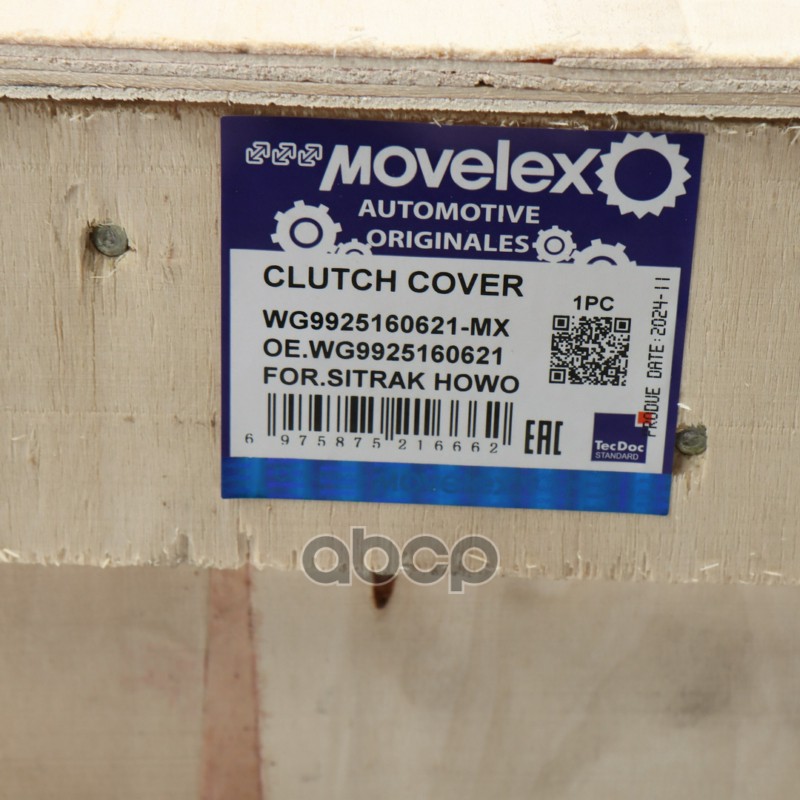 MOVelex
AUTOMOTIVE
ORIGINALES
CLUTCH COVER
1PC
WG9925160621-MX
OE.WG9925160621
FOR.SITRAK HOWO
6 975875 216662
EAC
TecDoc
STANDARD
PRODUE DATE:2024-11
abcp